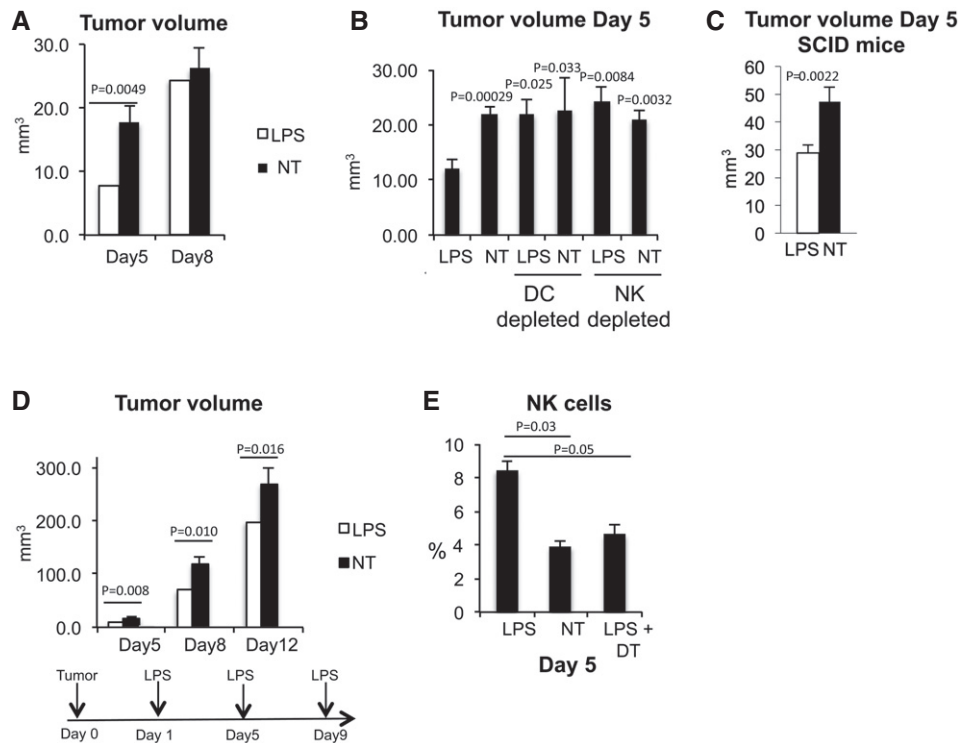 A Tumor volume
30.0
20.0
10.0
0.0
mm3
P=0.0049
LPS
NT
Day5 Day8
B Tumor volume Day 5
30.00
20.00
10.00
0.00
mm3
P=0.00029
P=0.025
P=0.033
P=0.0084
P=0.0032
LPS NT LPS NT LPS NT
DC depleted
NK depleted
C Tumor volume Day 5
SCID mice
60
50
40
30
20
10
0
mm3
P=0.0022
LPS NT
D Tumor volume
300.0
200.0
100.0
0.0
mm3
P=0.008
P=0.010
P=0.016
LPS
NT
Day5 Day8 Day12
Tumor LPS LPS LPS
Day 0 Day 1 Day5 Day9
E NK cells
10
8
6
4
2
0
%
P=0.03
P=0.05
LPS NT LPS +
DT
Day 5